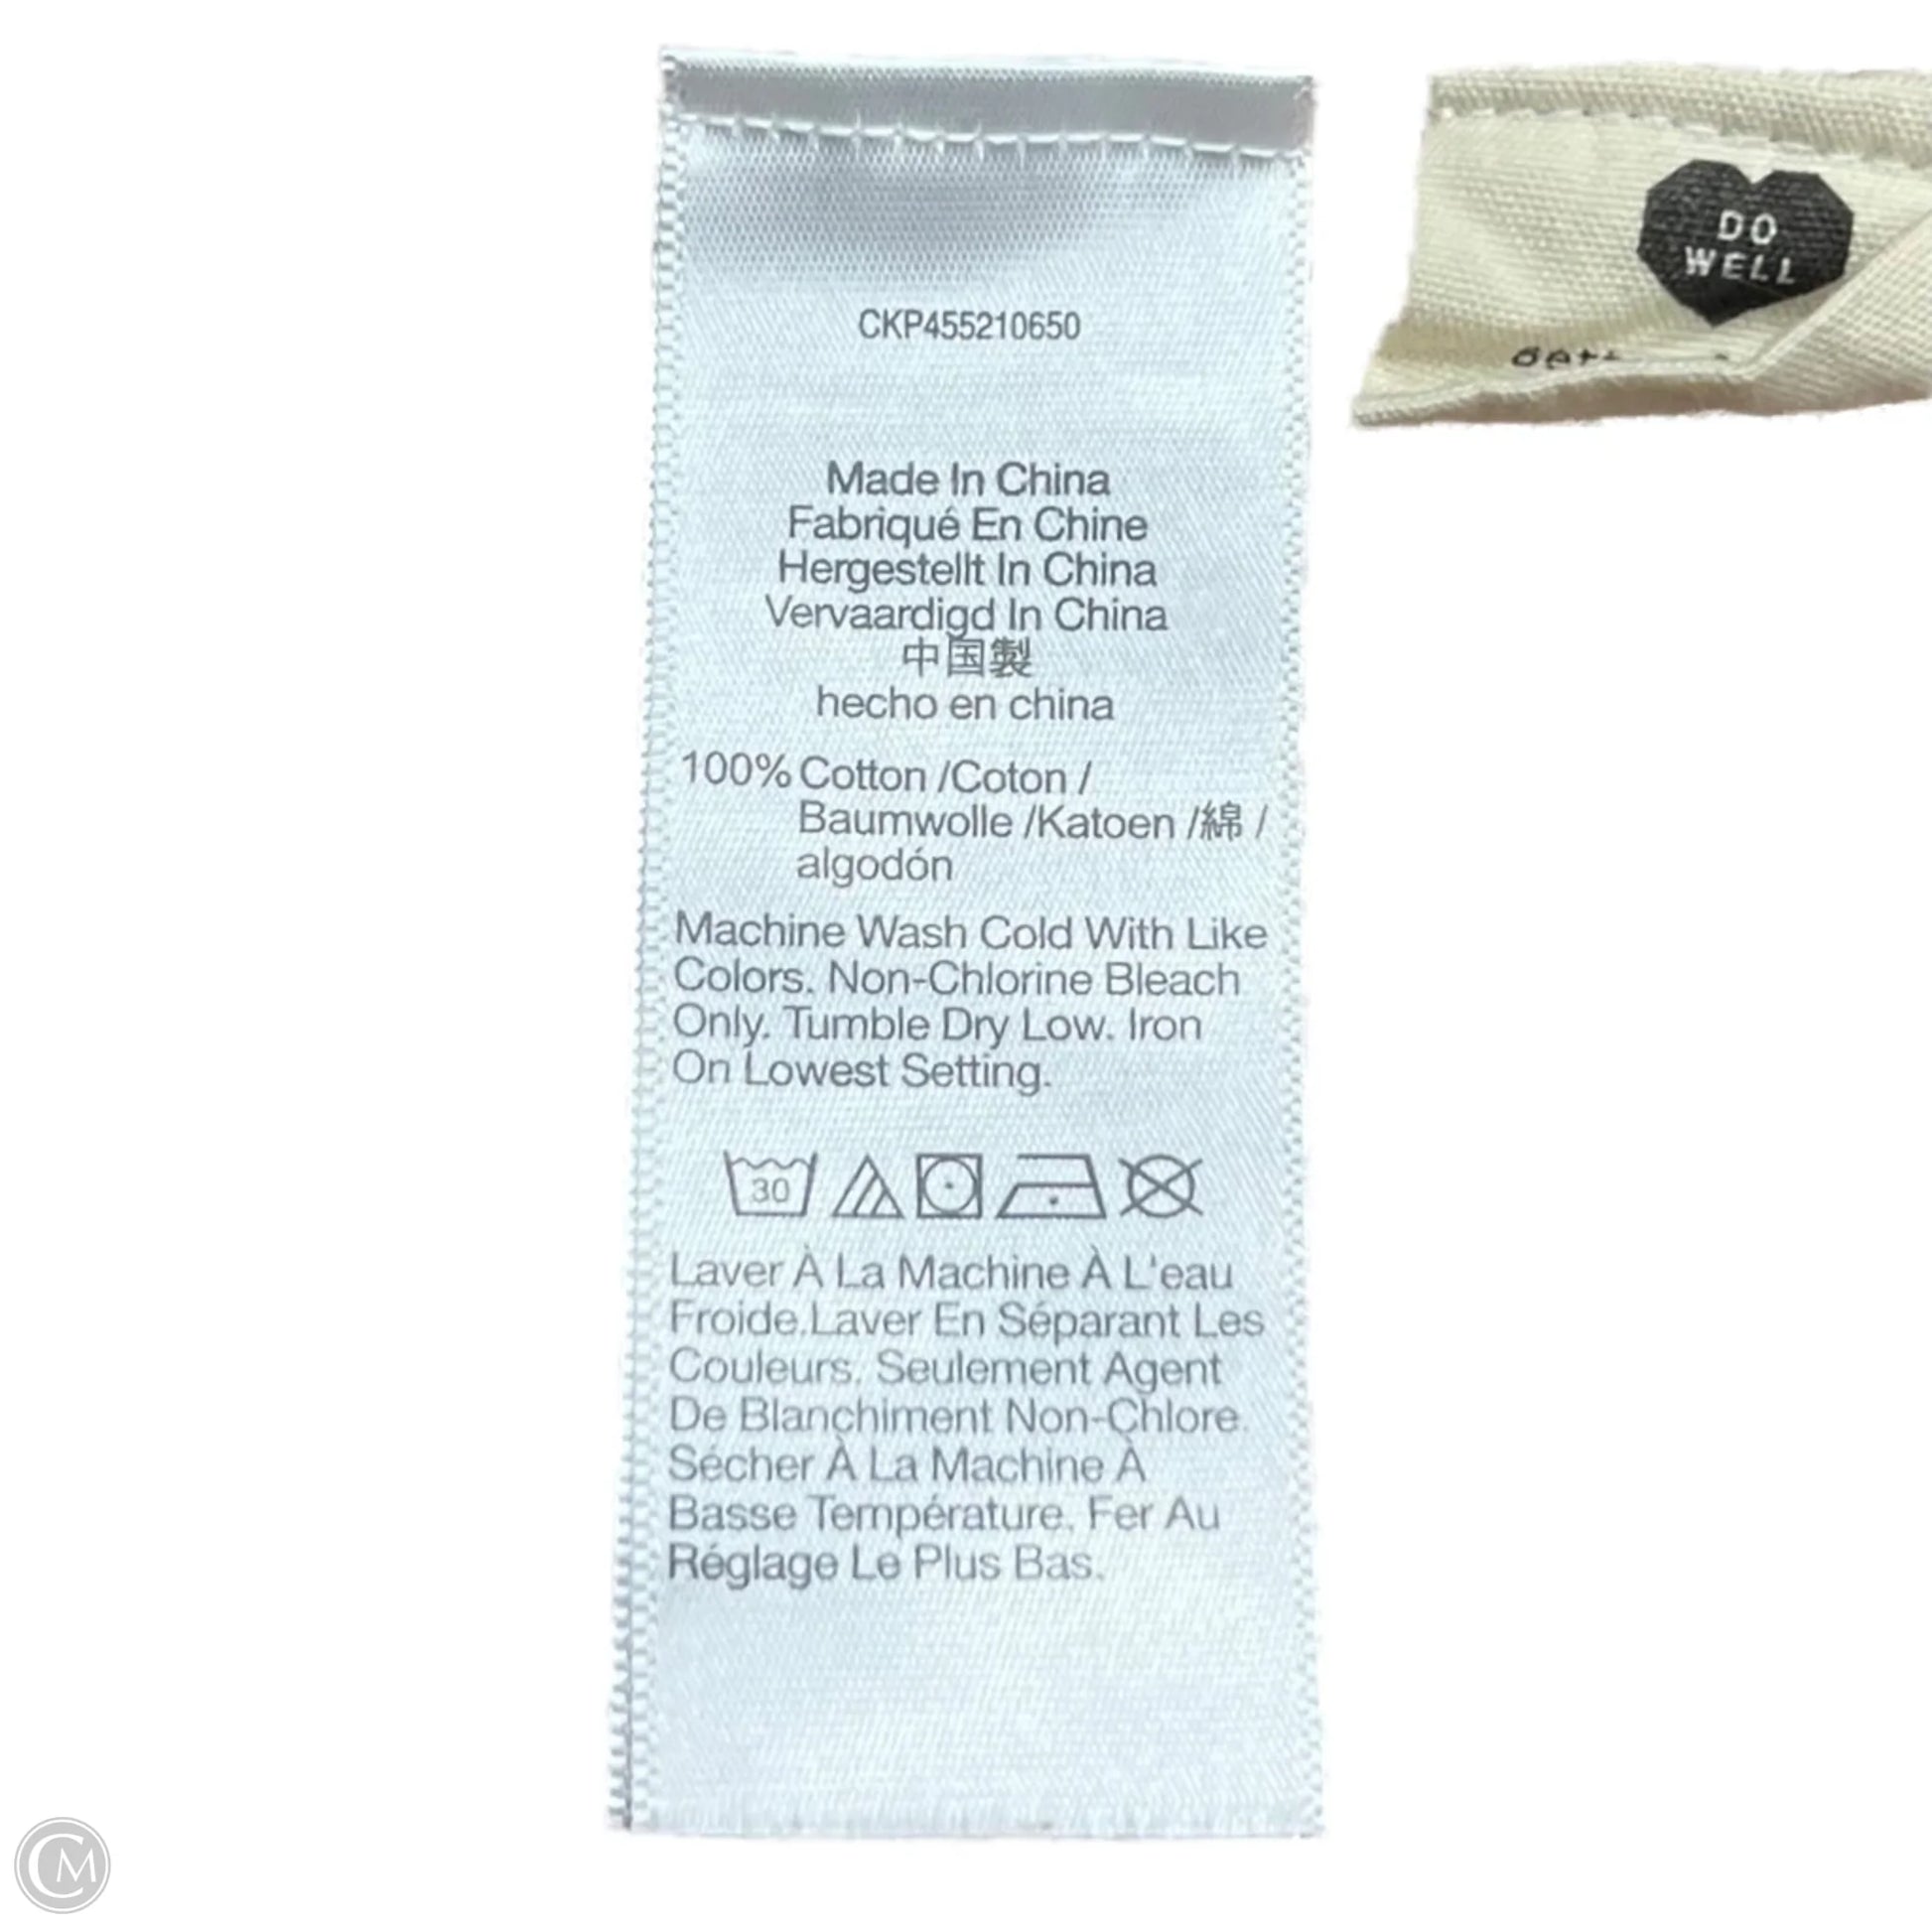 CKP455210650
Made In China
Fabriqué En Chine
Hergestellt In China
Vervaardigd In China
中国製
hecho en china
100% Cotton /Coton /
Baumwolle /Katoen /綿 /
algodón
Machine Wash Cold With Like
Colors. Non-Chlorine Bleach
Only. Tumble Dry Low. Iron
On Lowest Setting.
30
Laver À La Machine À L'eau
Froide.Laver En Séparant Les
Couleurs. Seulement Agent
De Blanchiment Non-Chlore.
Sécher À La Machine À
Basse Température. Fer Au
Réglage Le Plus Bas.
DO
WELL
CM